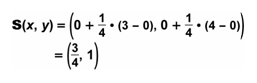 S(x, y) = (0 + 1/4 • (3 – 0), 0 + 1/4 • (4 – 0))
= (3/4, 1)